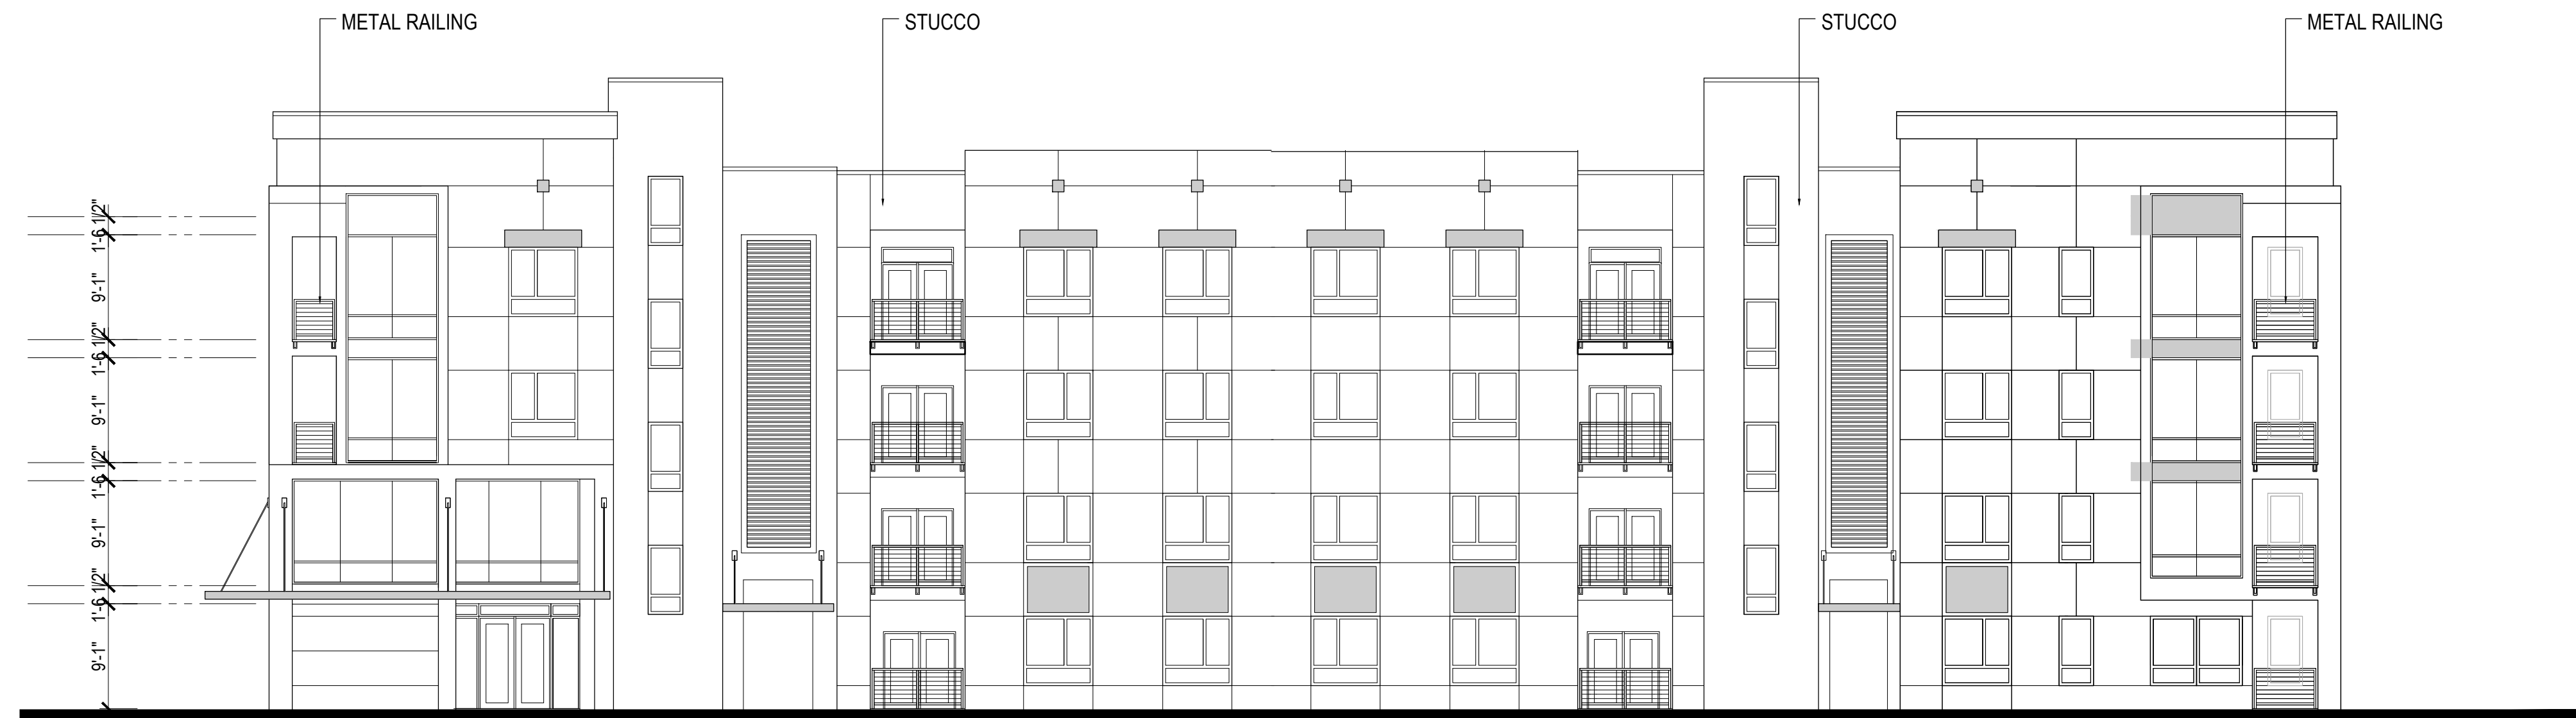 METAL RAILING
STUCCO
STUCCO
METAL RAILING
1'-6 1/2"
9'-1"
1'-6 1/2"
9'-1"
1'-6 1/2"
9'-1"
1'-6 1/2"
9'-1"